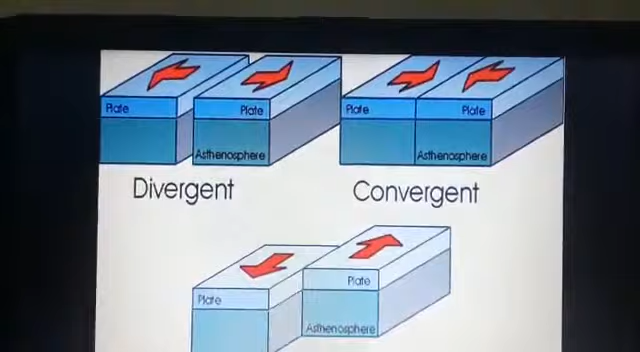 Plate Plate Plate Plate
Asthenosphere Asthenosphere
Divergent Convergent
Plate Plate
Asthenosphere